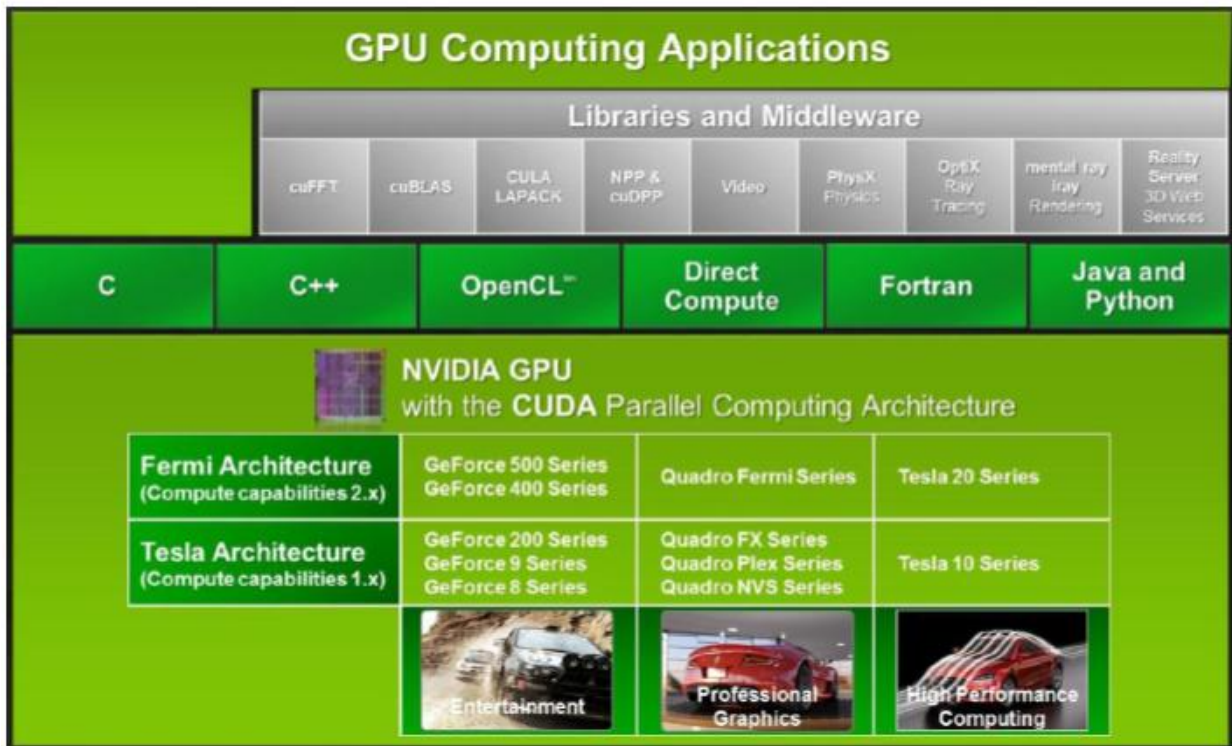 GPU Computing Applications
Libraries and Middleware
cuFFT
cuBLAS
CULA
LAPACK
NPP &
cuDPP
Video
PhysX
Physics
OptiX
Ray
Tracing
mental ray
iray
Rendering
Reality
Server
3D Web
Services
C
C++
OpenCL
Direct
Compute
Fortran
Java and
Python
NVIDIA GPU
with the CUDA Parallel Computing Architecture
Fermi Architecture
(Compute capabilities 2.x)
GeForce 500 Series
GeForce 400 Series
Quadro Fermi Series
Tesla 20 Series
Tesla Architecture
(Compute capabilities 1.x)
GeForce 200 Series
GeForce 9 Series
GeForce 8 Series
Quadro FX Series
Quadro Plex Series
Quadro NVS Series
Tesla 10 Series
Entertainment
Professional
Graphics
High Performance
Computing